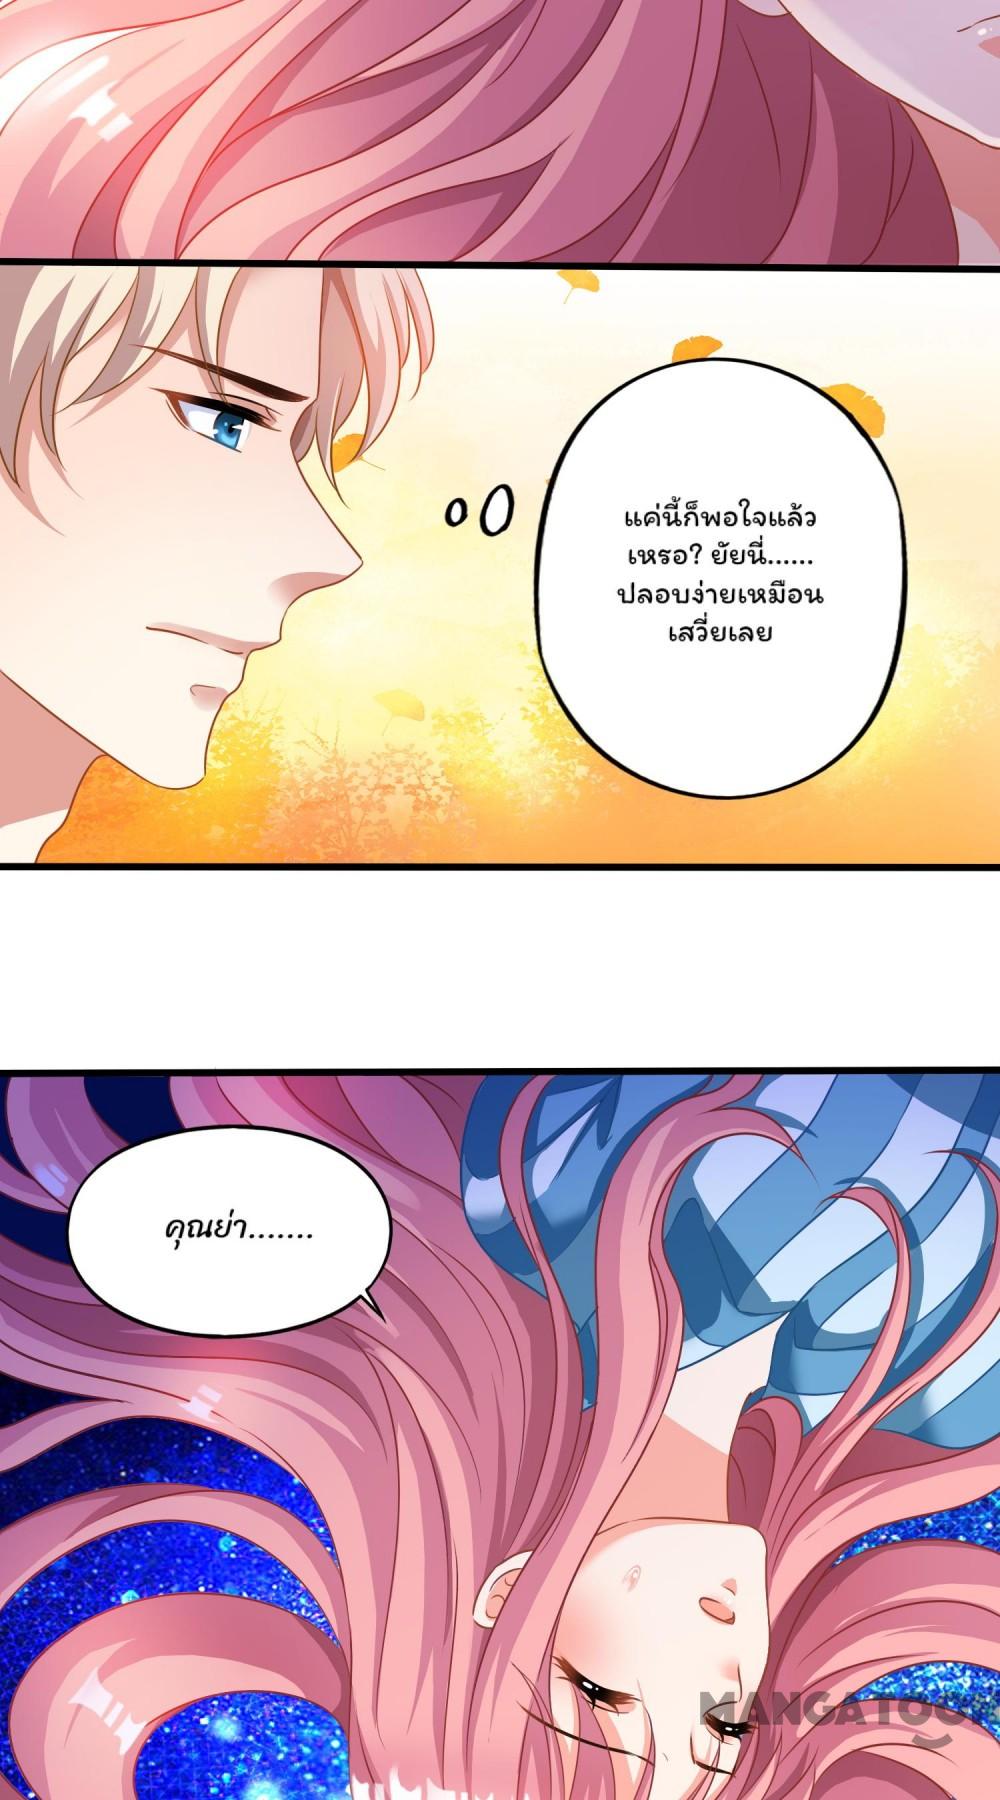 แค่นี้ก็พอใจแล้ว
เหรอ? ยัยนี่......
ปลอบง่ายเหมือน
เสวี่ยเลย
คุณย่า.......
MANGATOON